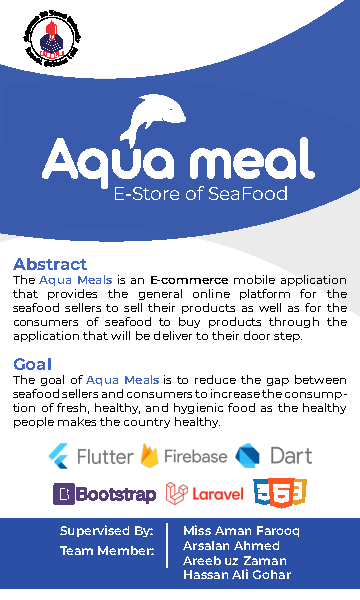 Aqua meal
E-Store of SeaFood
Abstract
The Aqua Meals is an E-commerce mobile application
that provides the general online platform for the
seafood sellers to sell their products as well as for the
consumers of seafood to buy products through the
application that will be deliver to their door step.
Goal
The goal of Aqua Meals is to reduce the gap between
seafood sellers and consumers to increase the consump-
tion of fresh, healthy, and hygienic food as the healthy
people makes the country healthy.
Flutter Firebase Dart
B Bootstrap Laravel 3 6 3
Supervised By: Miss Aman Farooq
Team Member: Arsalan Ahmed
Areeb uz Zaman
Hassan Ali Gohar